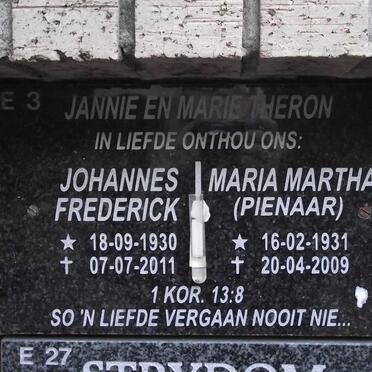 E 3
JANNIE EN MARIE THERON
IN LIEFDE ONTHOU ONS:
JOHANNES FREDERICK
★ 18-09-1930
✝ 07-07-2011
MARIA MARTHA
(PIENAAR)
★ 16-02-1931
✝ 20-04-2009
1 KOR. 13:8
SO 'N LIEFDE VERGAAN NOOIT NIE...
E 27
STRYDOM